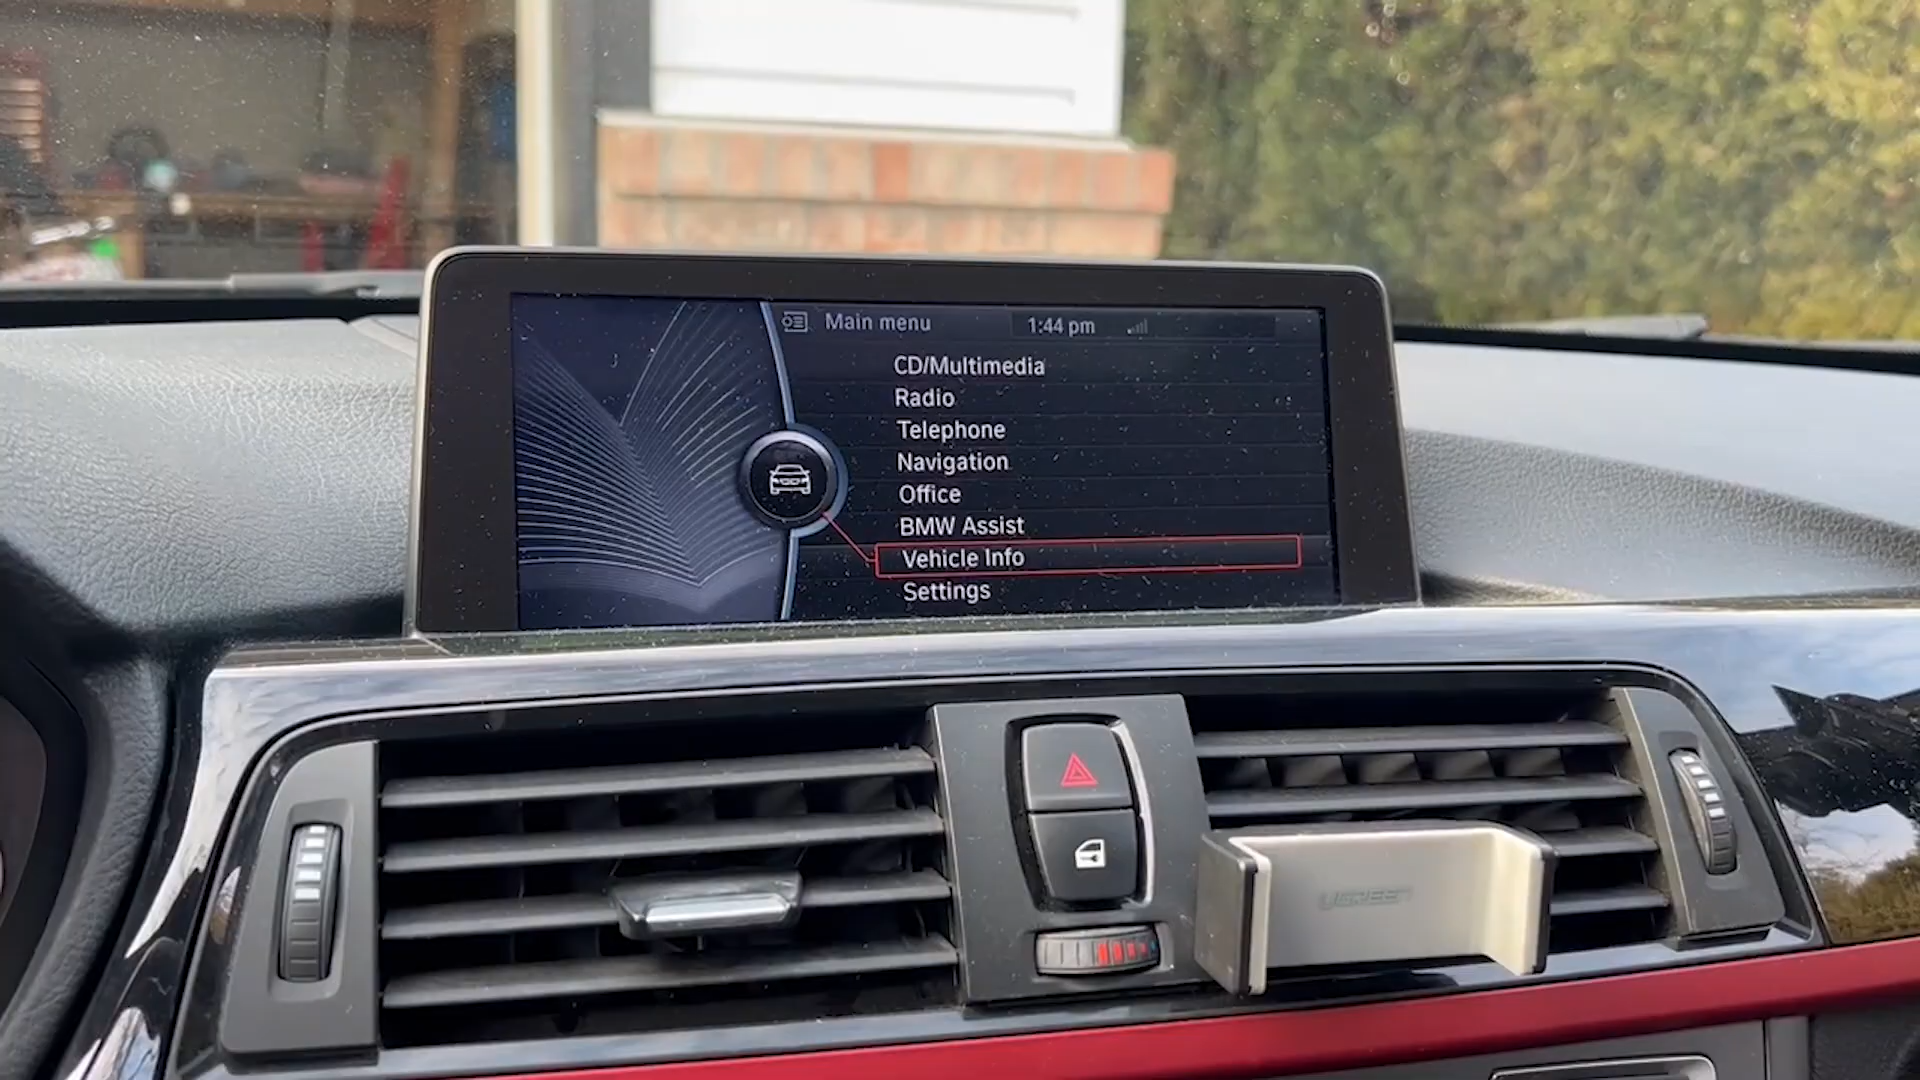 Main menu 1:44 pm
CD/Multimedia
Radio
Telephone
Navigation
Office
BMW Assist
Vehicle Info
Settings
UGREEN